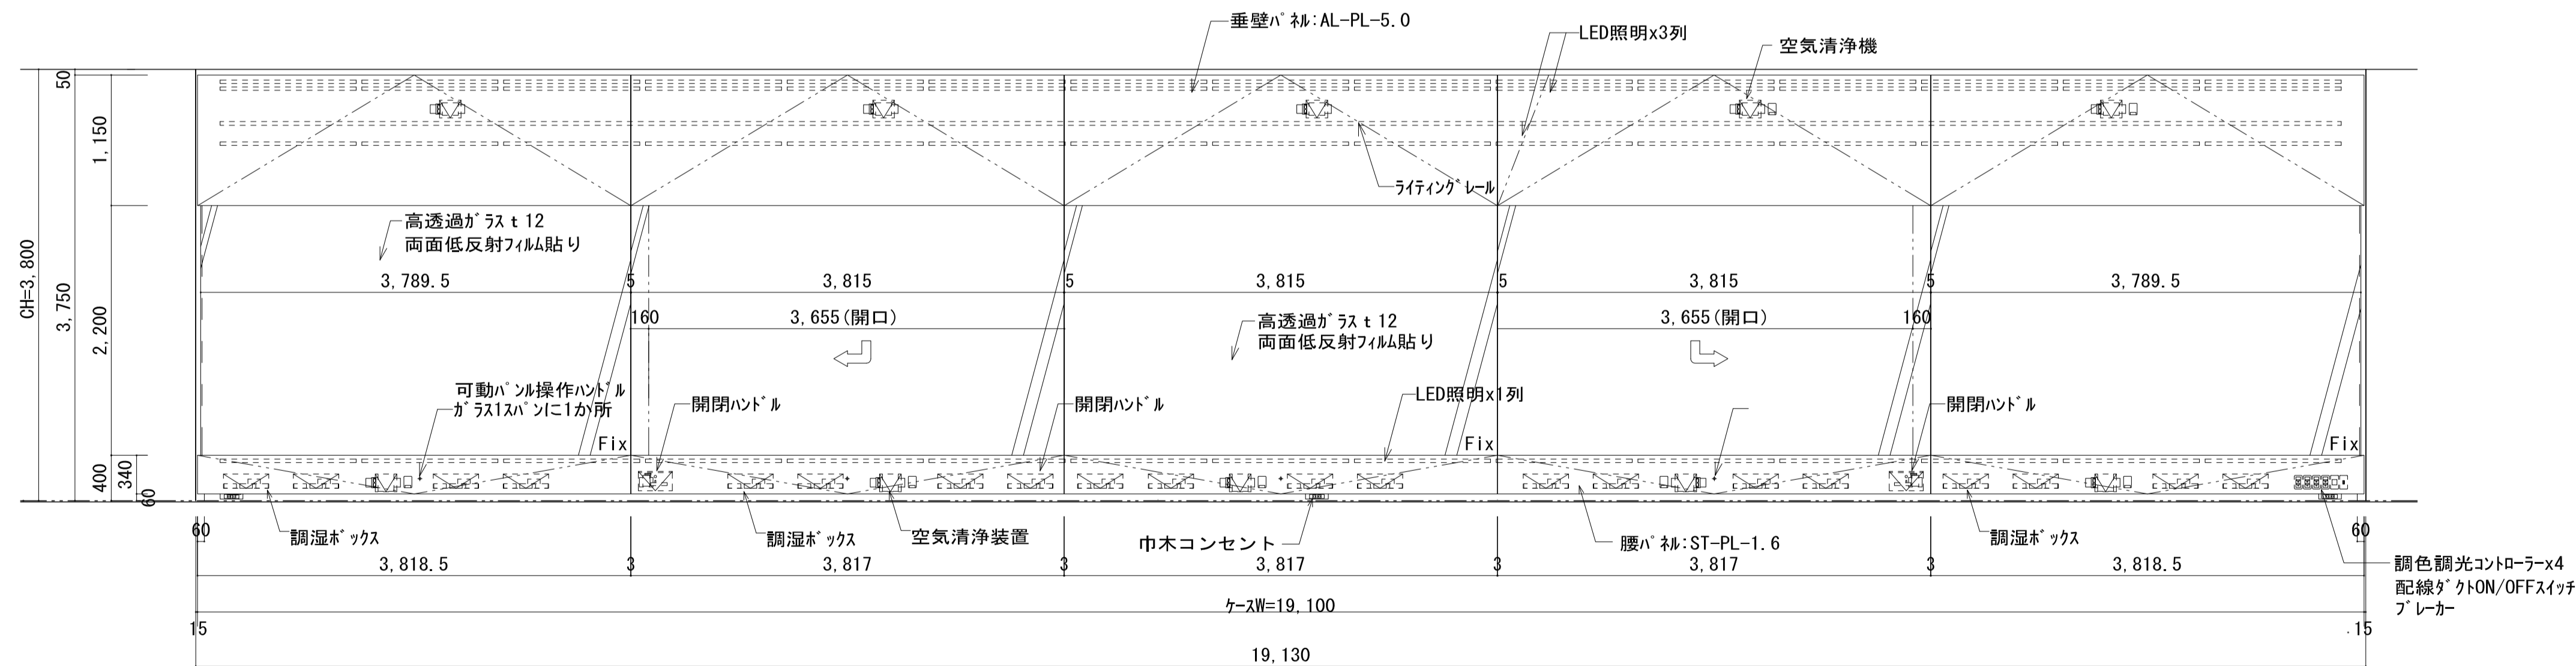 垂壁パネル:AL-PL-5.0
LED照明x3列
空気清浄機
50
1,150
ライティングレール
高透過ガラスt12
両面低反射フィルム貼り
CH=3,800
3,750
2,200
3,789.5
5
3,815
5
3,815
5
3,815
5
3,789.5
160
3,655(開口)
3,655(開口)
160
高透過ガラスt12
両面低反射フィルム貼り
可動パンル操作ハンドル
ガラス1スパンに1か所
開閉ハンドル
開閉ハンドル
LED照明x1列
開閉ハンドル
Fix
Fix
Fix
400
340
60
60
調湿ボックス
調湿ボックス
空気清浄装置
巾木コンセント
腰パネル:ST-PL-1.6
調湿ボックス
60
3,818.5
3
3,817
3
3,817
3
3,817
3
3,818.5
調色調光コントローラーx4
配線ダクトON/OFFスイッチ
ブレーカー
ケースW=19,100
15
15
19,130